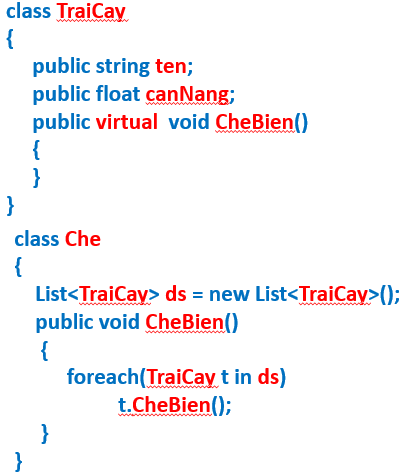 class TraiCay
{
public string ten;
public float canNang;
public virtual void CheBien()
{
}
}
class Che
{
List<TraiCay> ds = new List<TraiCay>();
public void CheBien()
{
foreach(TraiCay t in ds)
t.CheBien();
}
}